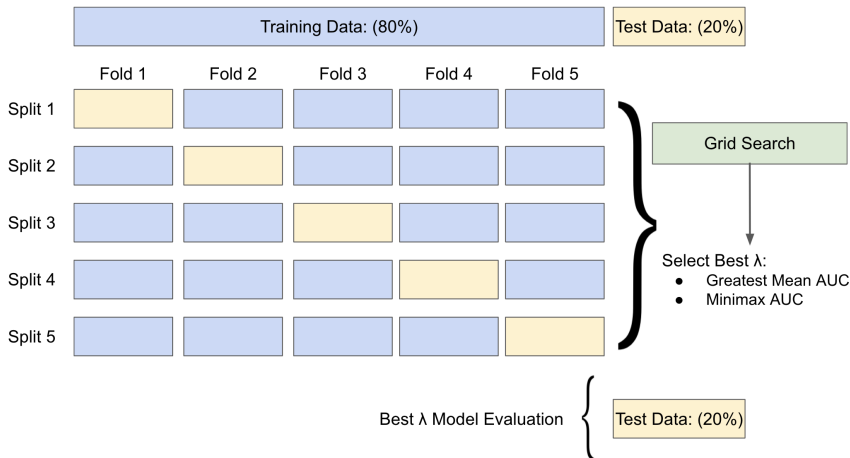 Training Data: (80%)
Test Data: (20%)
Fold 1
Fold 2
Fold 3
Fold 4
Fold 5
Split 1
Split 2
Split 3
Split 4
Split 5
Grid Search
Select Best λ:
● Greatest Mean AUC
● Minimax AUC
Best λ Model Evaluation
Test Data: (20%)